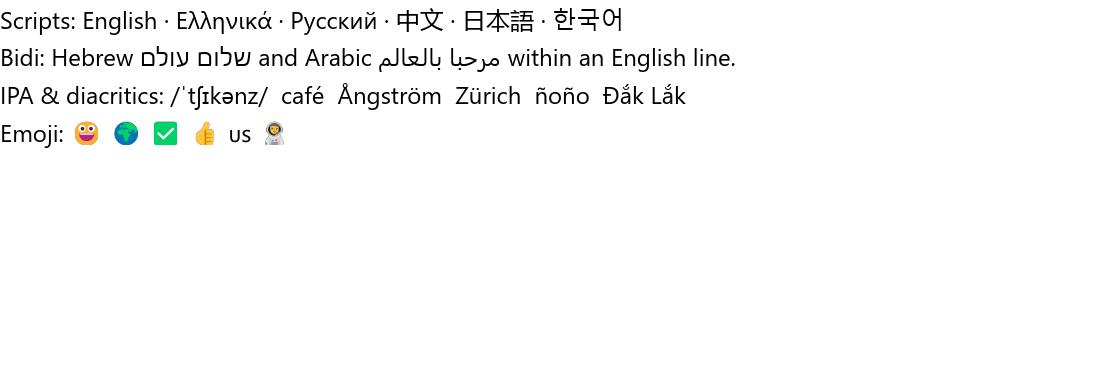 Scripts: English · Ελληνικά · Русский · 中文 · 日本語 · 한국어
Bidi: Hebrew שלום עולם and Arabic مرحبا بالعالم within an English line.
IPA & diacritics: /ˈtʃɪkənz/ café Ångström Zürich ñoño Đắk Lắk
Emoji: 🤪 🌍 ✅ 👍 us 👩‍🚀